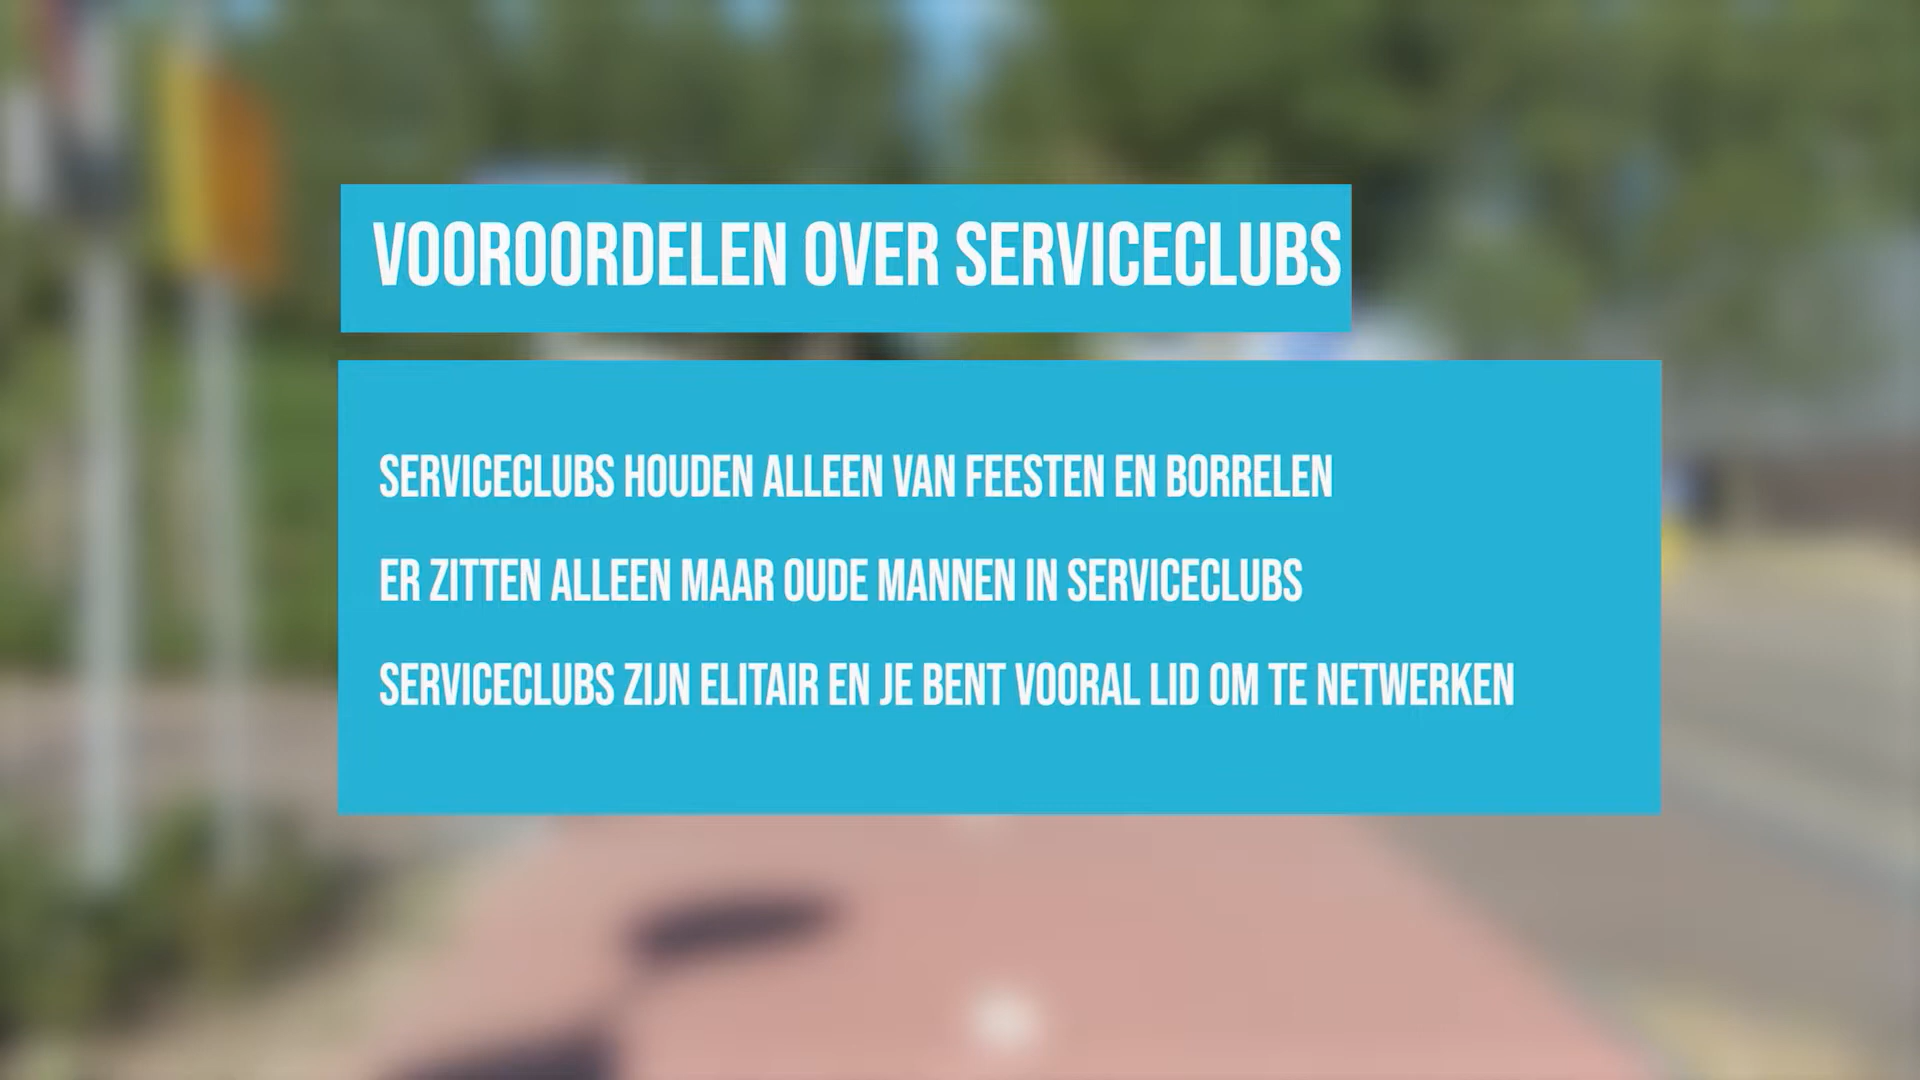 VOOROORDELEN OVER SERVICECLUBS
SERVICECLUBS HOUDEN ALLEEN VAN FEESTEN EN BORRELEN
ER ZITTEN ALLEEN MAAR OUDE MANNEN IN SERVICECLUBS
SERVICECLUBS ZIJN ELITAIR EN JE BENT VOORAL LID OM TE NETWERKEN